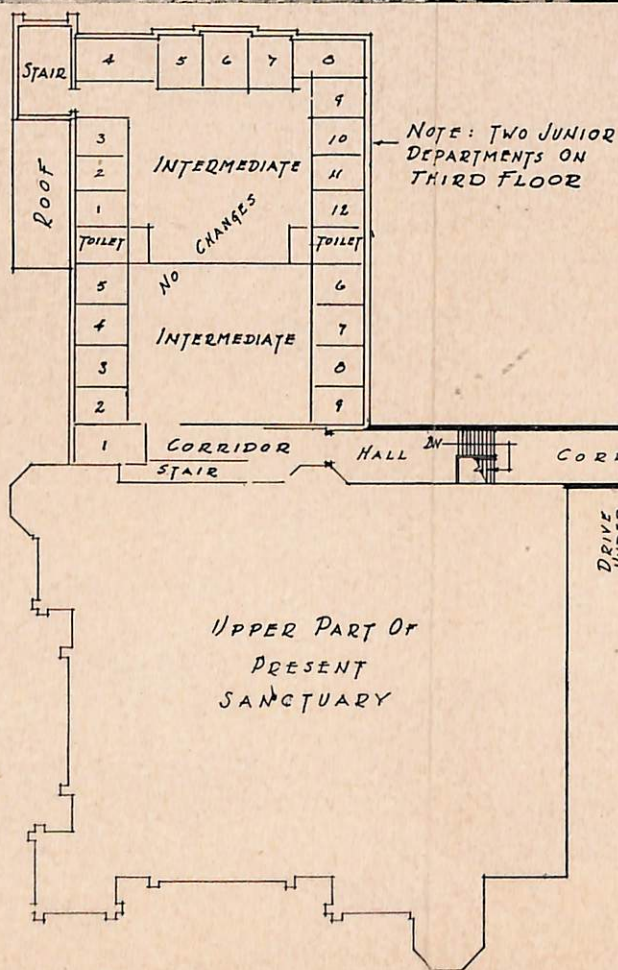 STAIR
4
5
6
7
8
9
10
11
12
3
2
1
ROOF
INTERMEDIATE
NO CHANGES
TOILET
TOILET
NOTE: TWO JUNIOR
DEPARTMENTS ON
THIRD FLOOR
5
4
3
2
1
INTERMEDIATE
6
7
8
9
CORRIDOR
STAIR
HALL
DN
UPPER PART OF
PRESENT
SANCTUARY
DRIVE